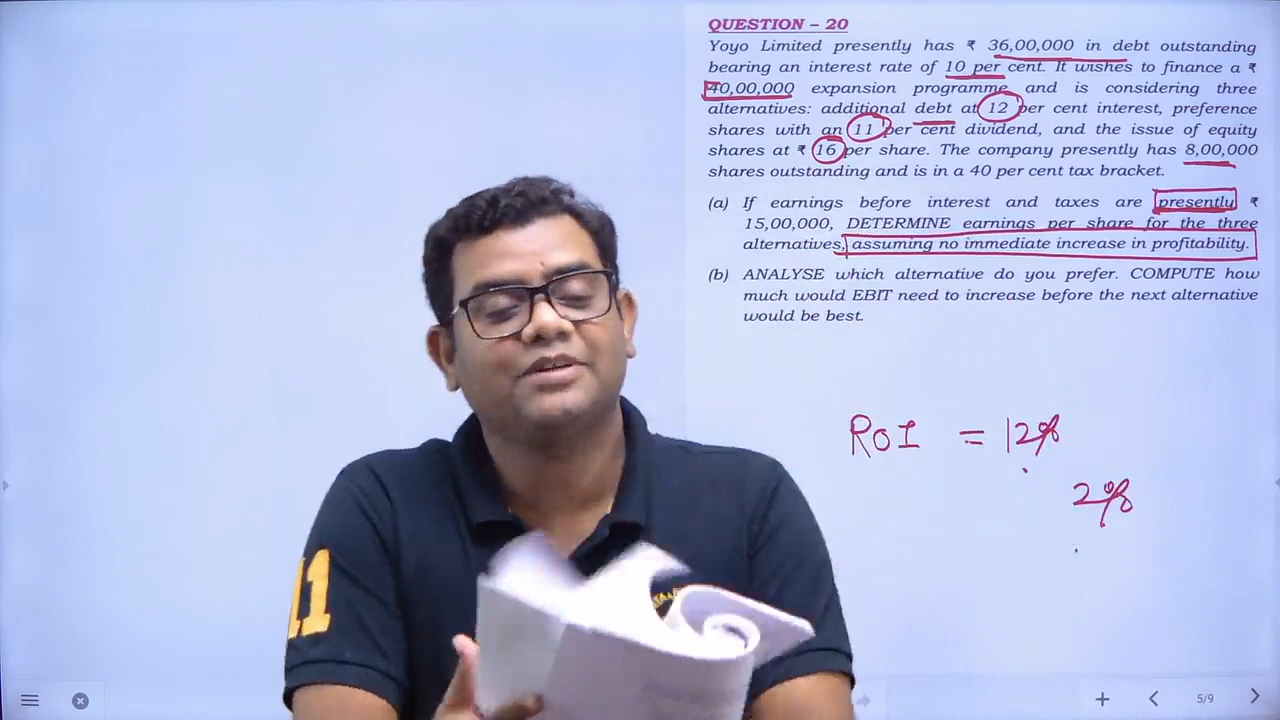 QUESTION – 20
Yoyo Limited presently has ₹ 36,00,000 in debt outstanding
bearing an interest rate of 10 per cent. It wishes to finance a ₹
40,00,000 expansion programme and is considering three
alternatives: additional debt at 12 per cent interest, preference
shares with an 11 per cent dividend, and the issue of equity
shares at ₹ 16 per share. The company presently has 8,00,000
shares outstanding and is in a 40 per cent tax bracket.
(a) If earnings before interest and taxes are presently ₹
15,00,000, DETERMINE earnings per share for the three
alternatives, assuming no immediate increase in profitability.
(b) ANALYSE which alternative do you prefer. COMPUTE how
much would EBIT need to increase before the next alternative
would be best.
ROI = 12%
2%
11
5/9